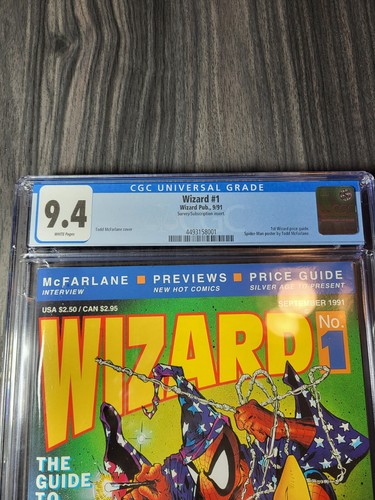 CGC UNIVERSAL GRADE
9.4
WHITE Pages
Wizard #1
Wizard Pub., 9/91
Survey/Subscription insert
Todd McFarlane cover
1st Wizard price guide
Spider-Man poster by Todd McFarlane
4493158001
McFARLANE ■ PREVIEWS ■ PRICE GUIDE
INTERVIEW NEW HOT COMICS SILVER AGE TO PRESENT
USA $2.50 / CAN $2.95
SEPTEMBER 1991
WIZARD
No.
1
THE
GUIDE
TO